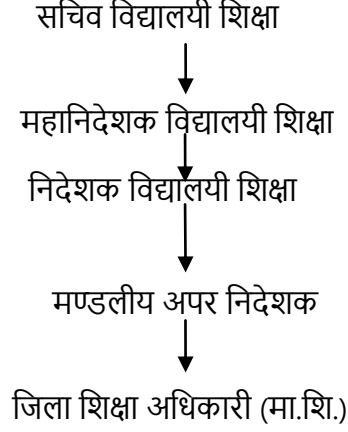 सचिव विद्यालयी शिक्षा
महानिदेशक विद्यालयी शिक्षा
निदेशक विद्यालयी शिक्षा
मण्डलीय अपर निदेशक
जिला शिक्षा अधिकारी (मा.शि.)